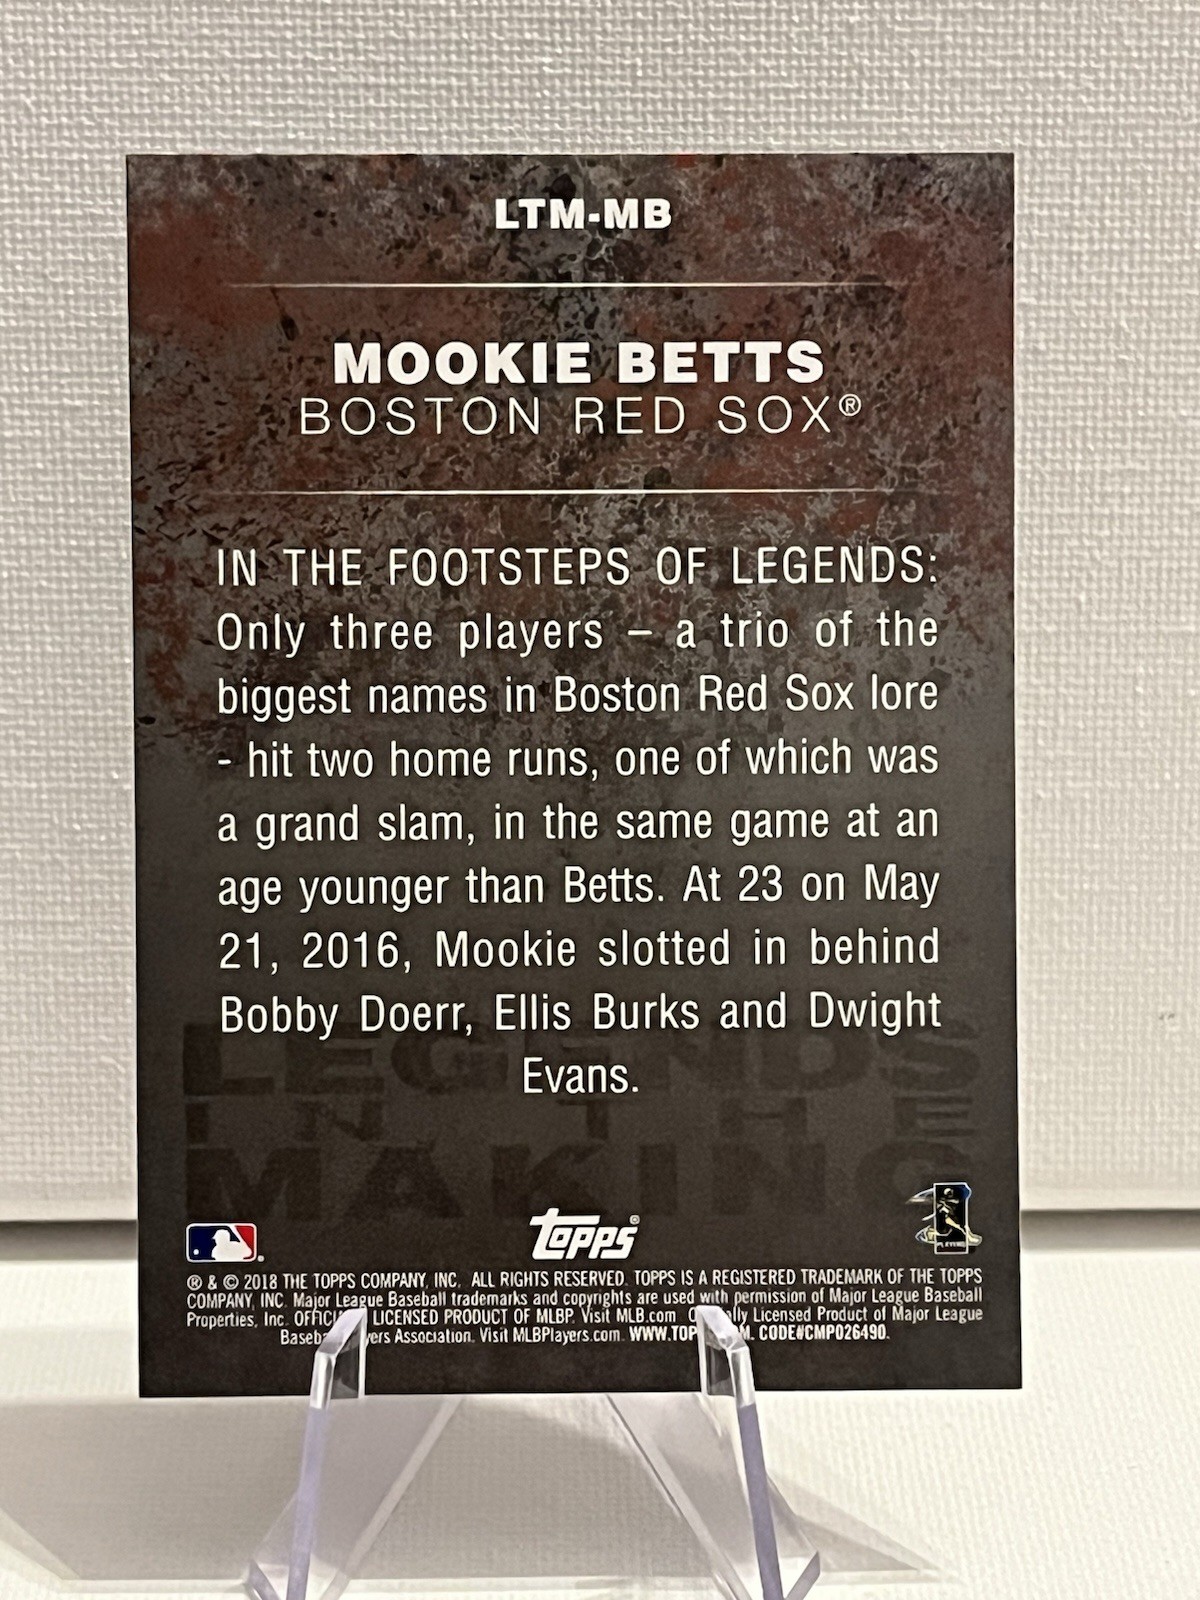 LTM-MB
MOOKIE BETTS
BOSTON RED SOX®
IN THE FOOTSTEPS OF LEGENDS:
Only three players – a trio of the
biggest names in Boston Red Sox lore
- hit two home runs, one of which was
a grand slam, in the same game at an
age younger than Betts. At 23 on May
21, 2016, Mookie slotted in behind
Bobby Doerr, Ellis Burks and Dwight
Evans.
LEGENDS
IN THE
MAKING
topps®
® & © 2018 THE TOPPS COMPANY, INC. ALL RIGHTS RESERVED. TOPPS IS A REGISTERED TRADEMARK OF THE TOPPS
COMPANY, INC. Major League Baseball trademarks and copyrights are used with permission of Major League Baseball
Properties, Inc. LICENSED PRODUCT OF MLBP. Visit MLB.com Licensed Product of Major League
Association. Visit MLBPlayers.com. CODE#CMP026490.